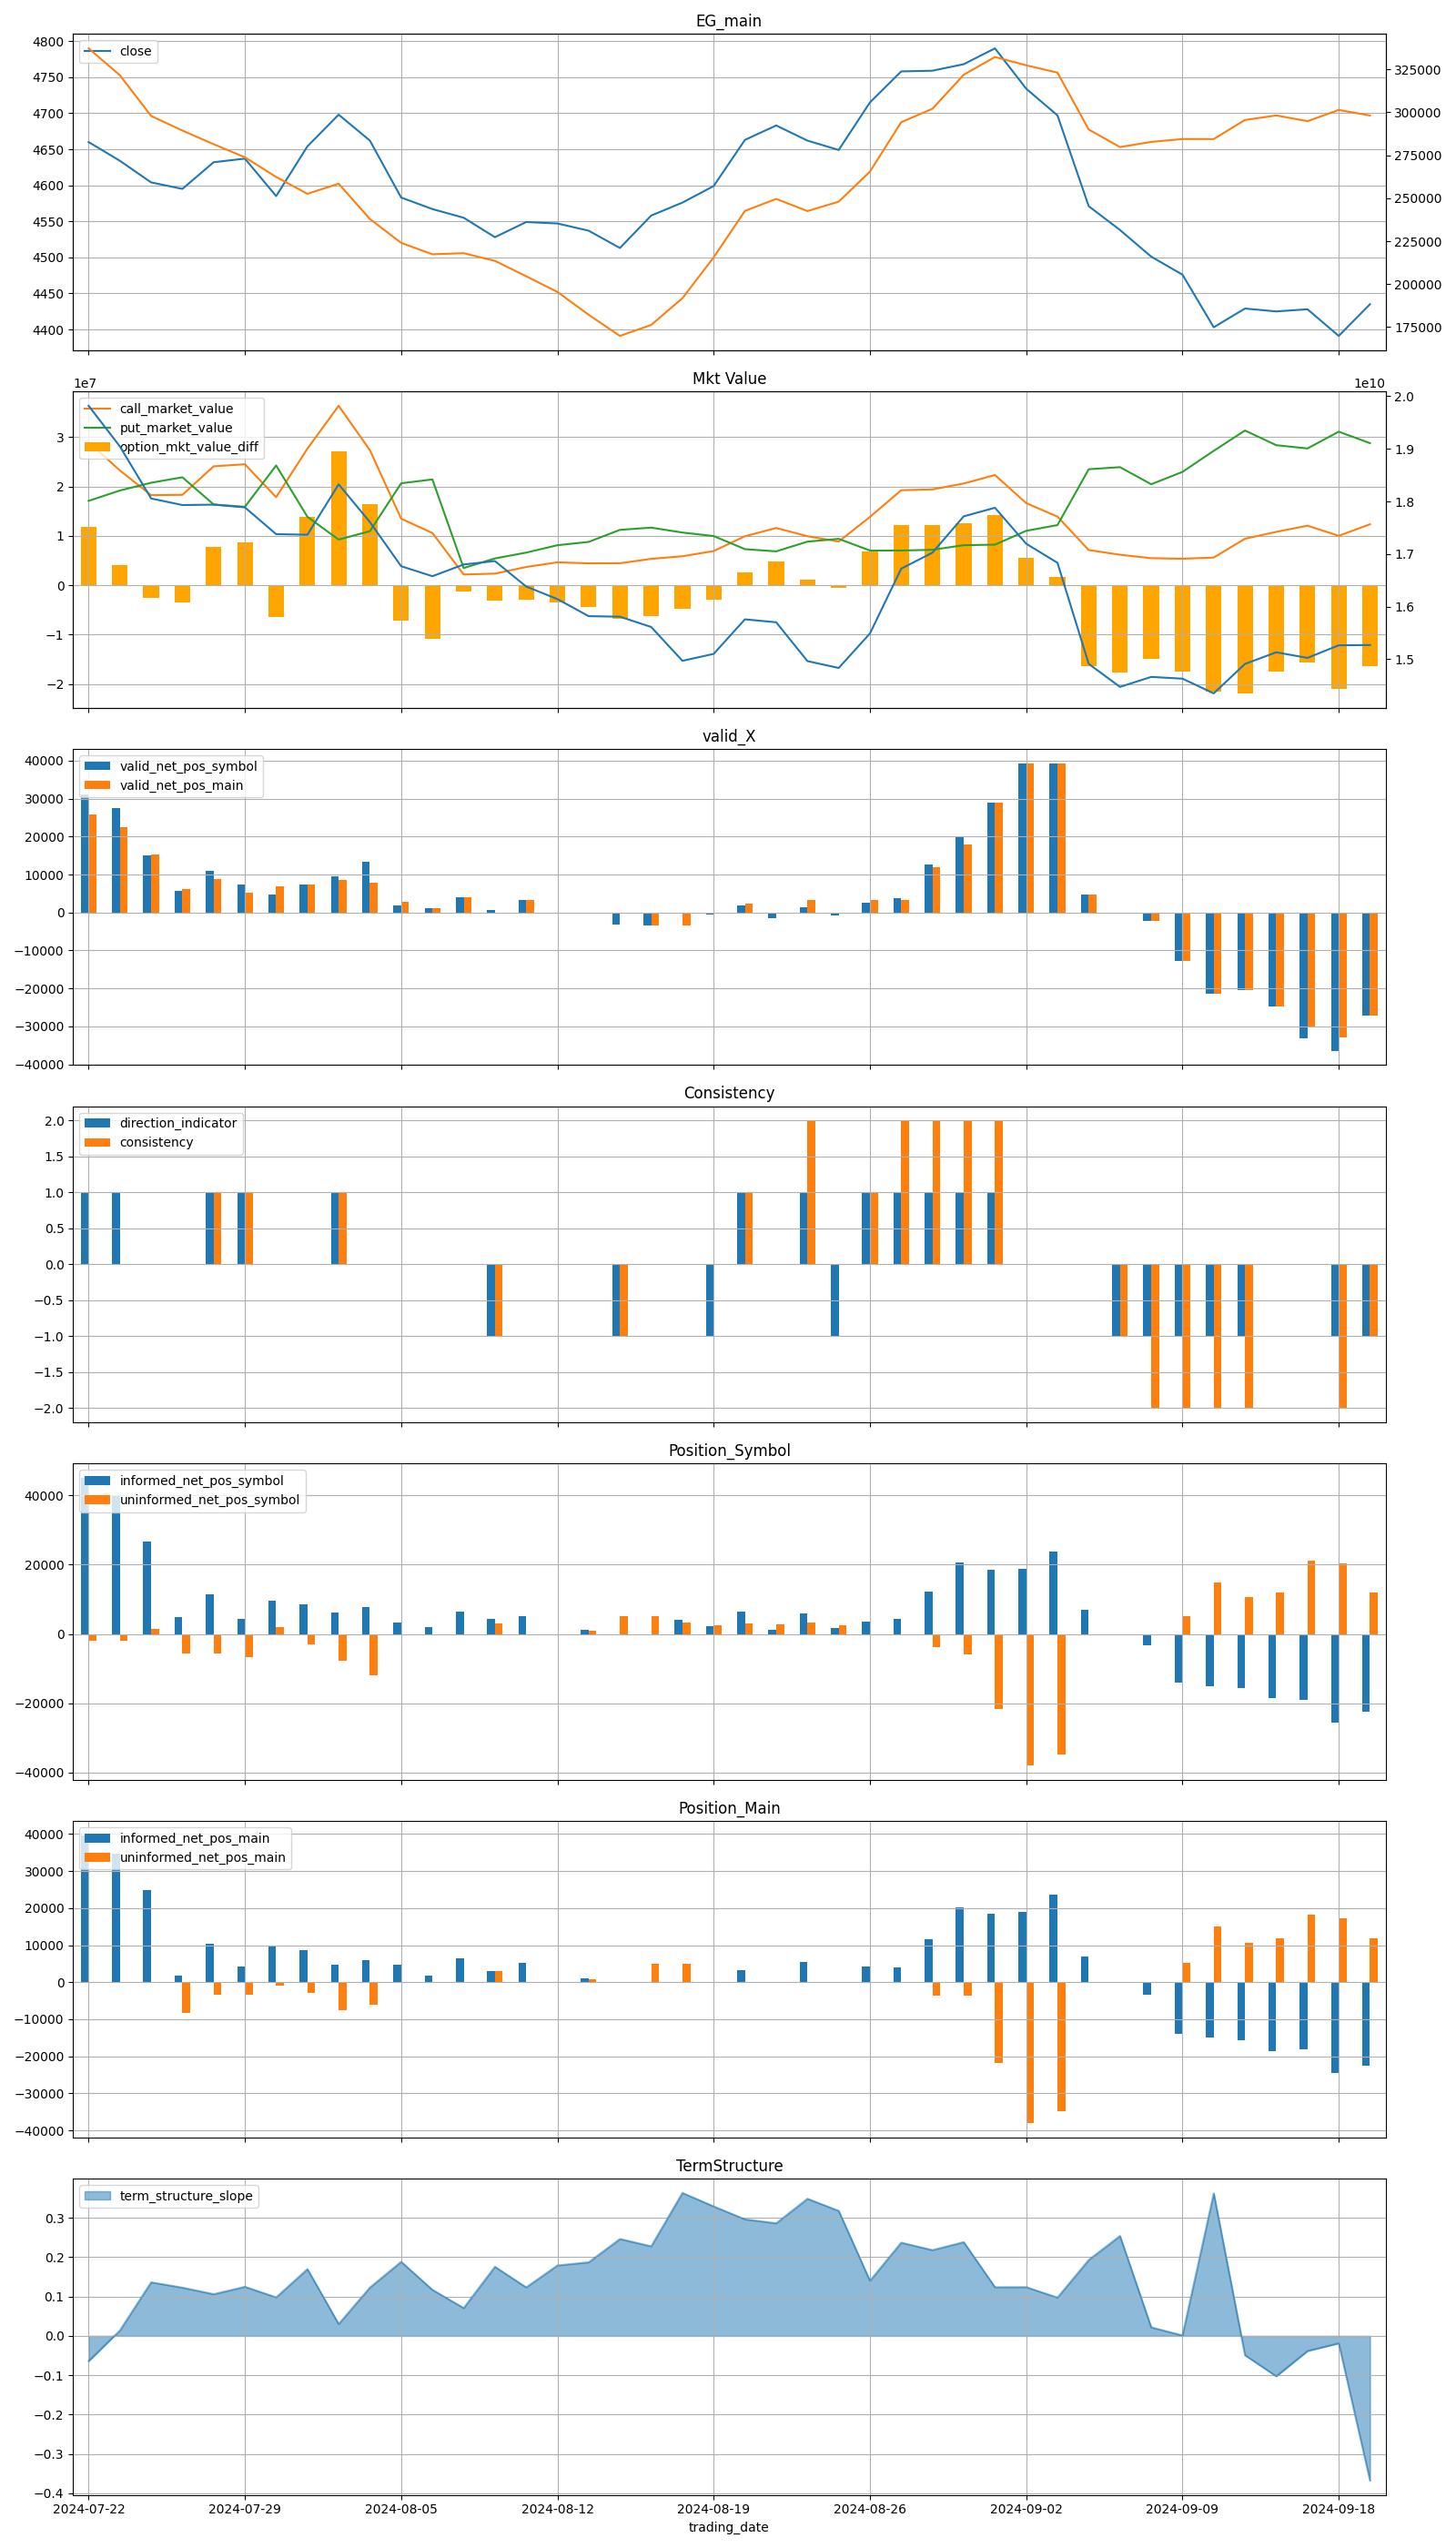 EG_main
close
4800
4750
4700
4650
4600
4550
4500
4450
4400
325000
300000
275000
250000
225000
200000
175000
Mkt Value
1e7
1e10
call_market_value
put_market_value
option_mkt_value_diff
3
2
1
0
−1
−2
2.0
1.9
1.8
1.7
1.6
1.5
valid_X
valid_net_pos_symbol
valid_net_pos_main
40000
30000
20000
10000
0
−10000
−20000
−30000
−40000
Consistency
direction_indicator
consistency
2.0
1.5
1.0
0.5
0.0
−0.5
−1.0
−1.5
−2.0
Position_Symbol
informed_net_pos_symbol
uninformed_net_pos_symbol
40000
20000
0
−20000
−40000
Position_Main
informed_net_pos_main
uninformed_net_pos_main
40000
30000
20000
10000
0
−10000
−20000
−30000
−40000
TermStructure
term_structure_slope
0.3
0.2
0.1
0.0
−0.1
−0.2
−0.3
−0.4
2024-07-22 2024-07-29 2024-08-05 2024-08-12 2024-08-19 2024-08-26 2024-09-02 2024-09-09 2024-09-18
trading_date